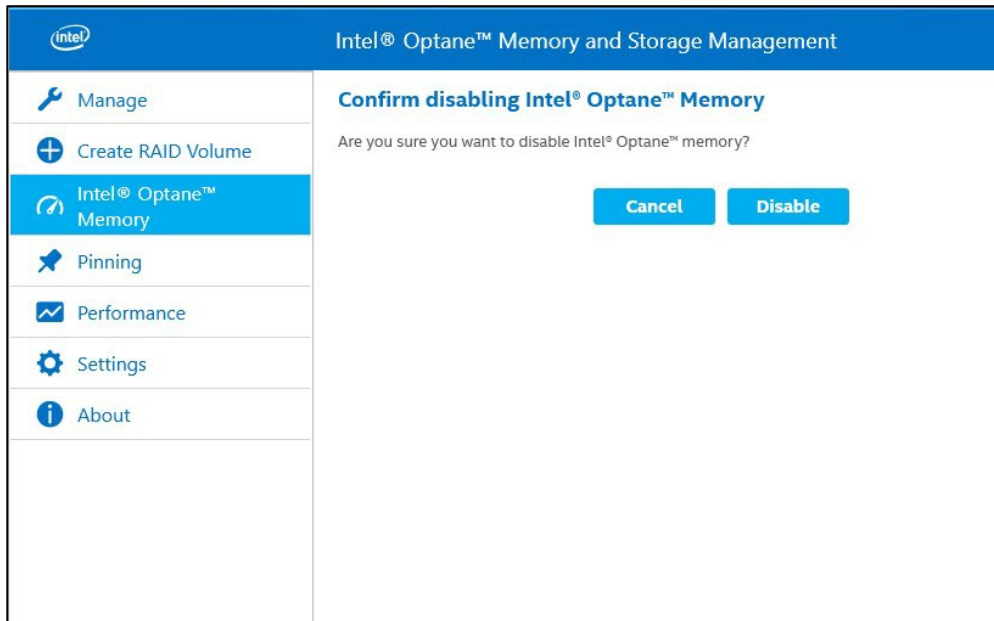 intel
Intel® Optane™ Memory and Storage Management
Manage
Create RAID Volume
Intel® Optane™
Memory
Pinning
Performance
Settings
About
Confirm disabling Intel® Optane™ Memory
Are you sure you want to disable Intel® Optane™ memory?
Cancel Disable